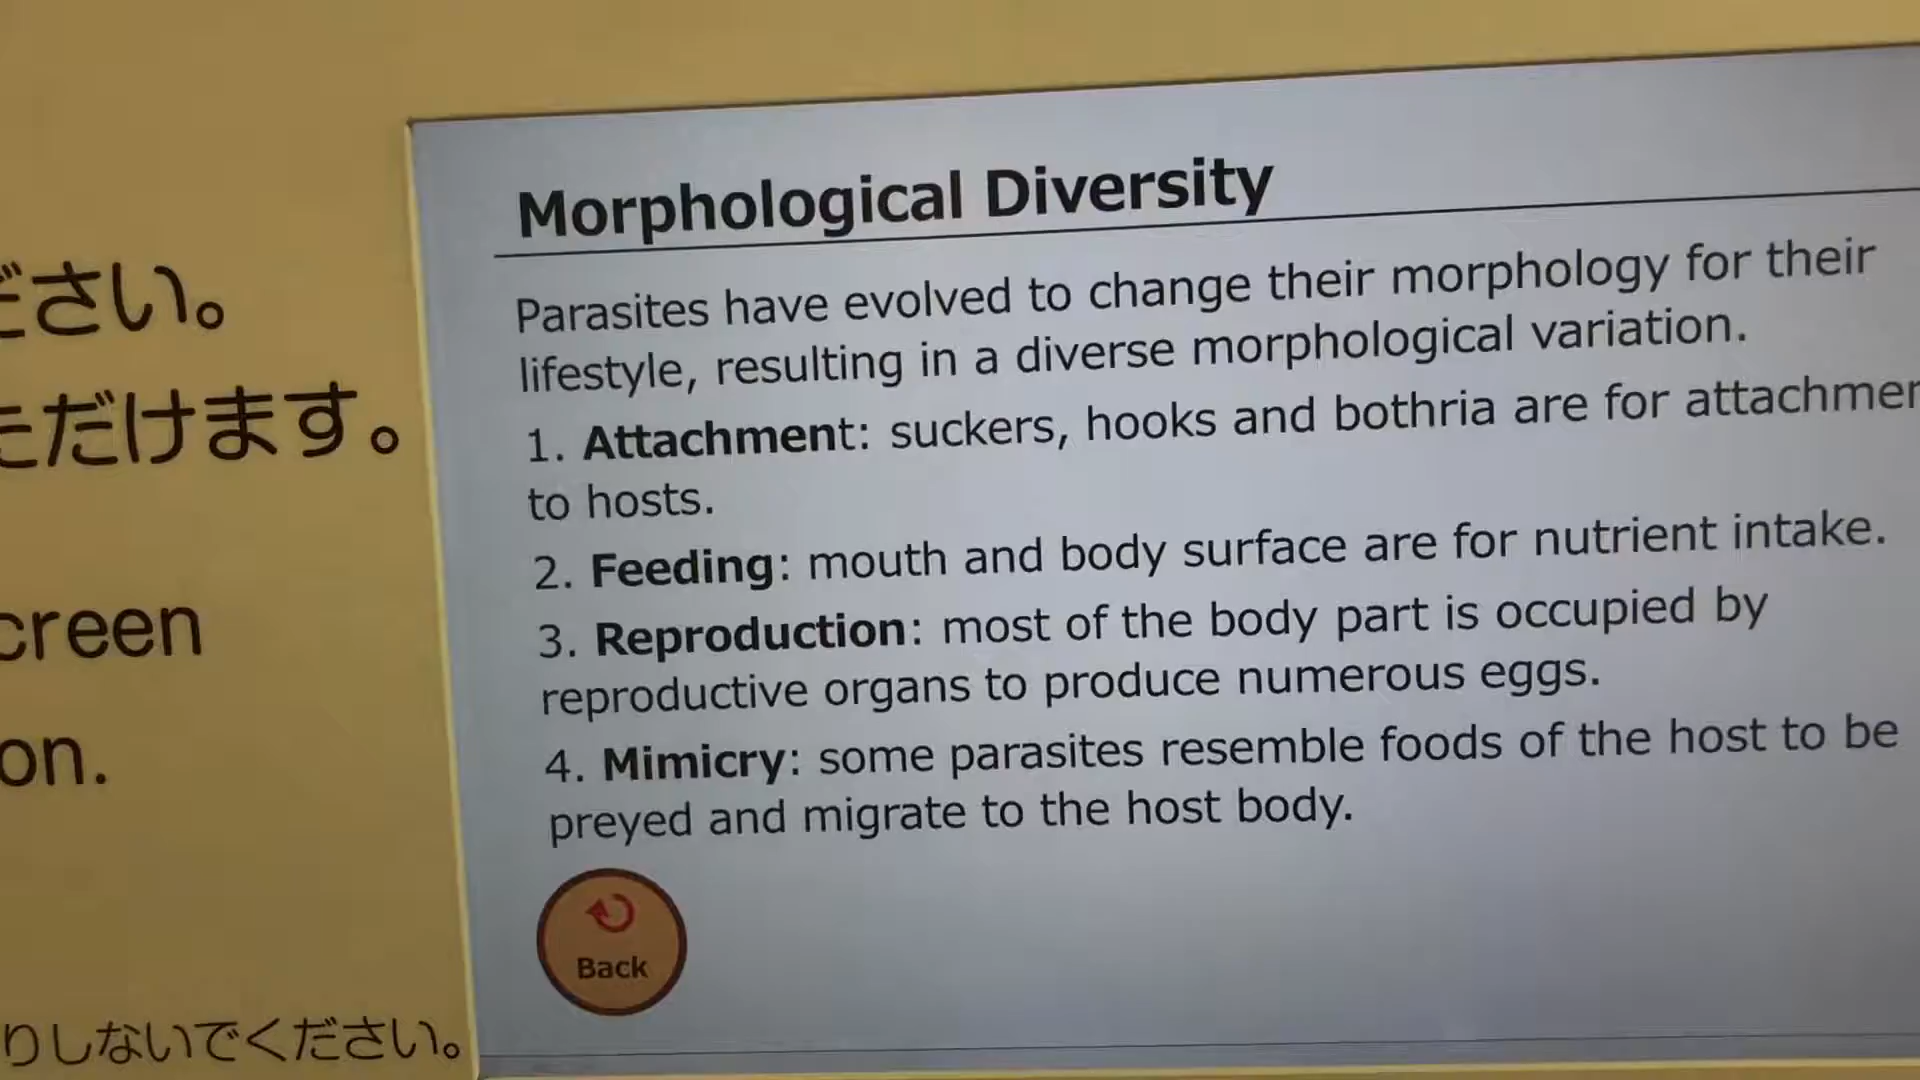 ださい。
ただけます。
creen
on.
りしないでください。
Morphological Diversity
Parasites have evolved to change their morphology for their
lifestyle, resulting in a diverse morphological variation.
1. Attachment: suckers, hooks and bothria are for
to hosts.
2. Feeding: mouth and body surface are for nutrient intake.
3. Reproduction: most of the body part is occupied by
reproductive organs to produce numerous eggs.
4. Mimicry: some parasites resemble foods of the host to be
preyed and migrate to the host body.
Back